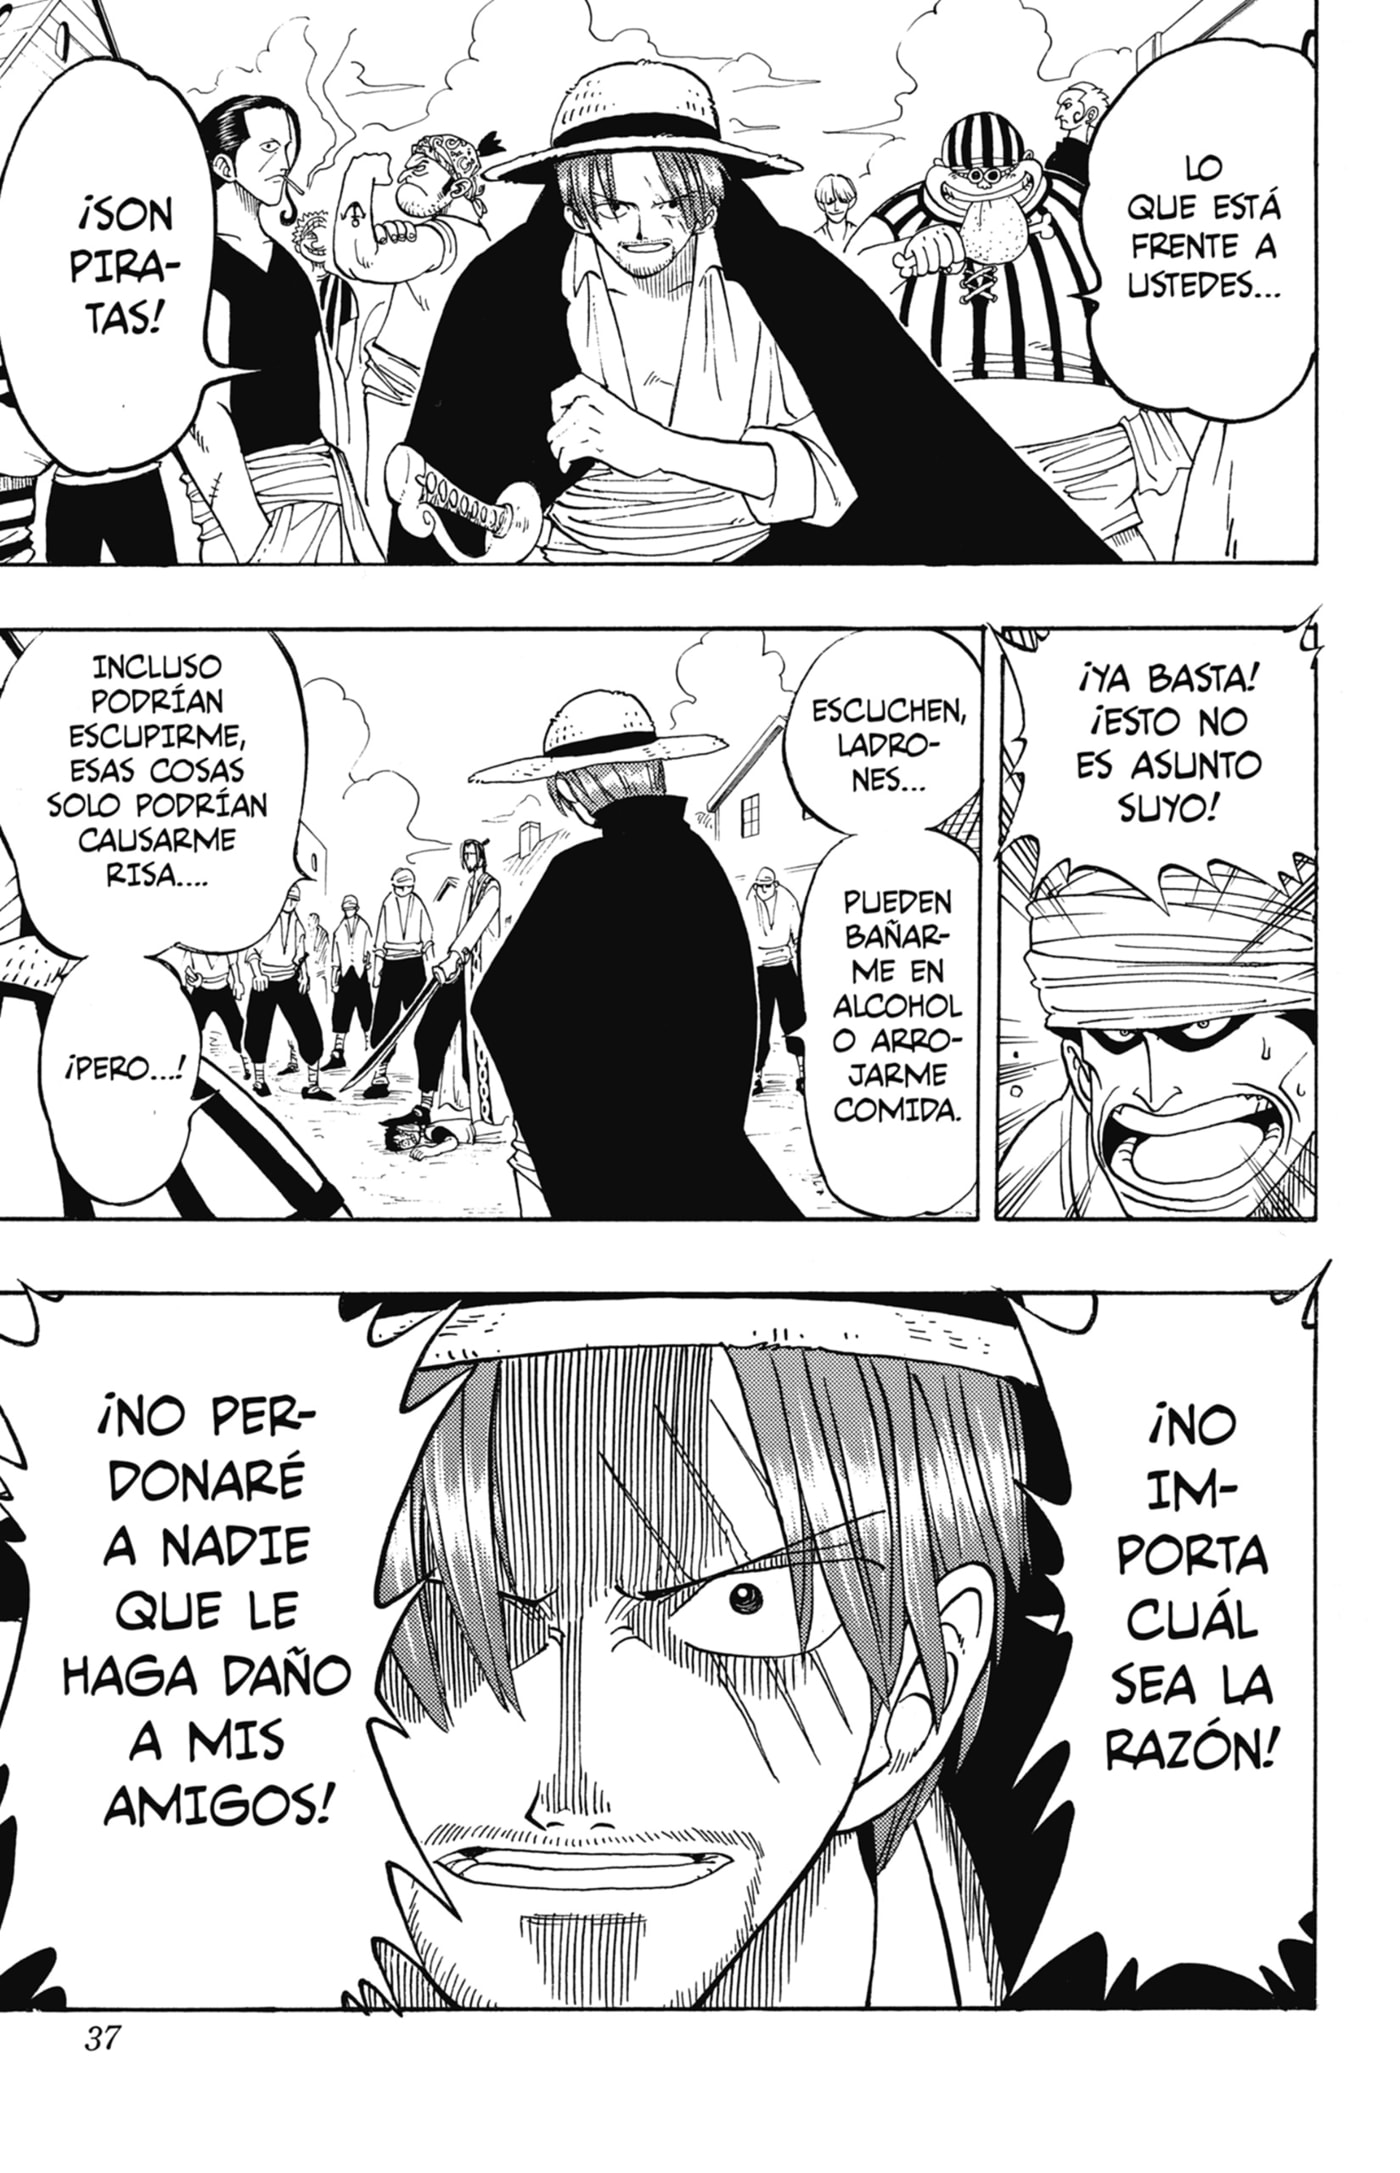 LO
QUE ESTÁ
FRENTE A
USTEDES...
¡SON
PIRA-
TAS!
¡YA BASTA!
¡ESTO NO
ES ASUNTO
SUYO!
ESCUCHEN,
LADRO-
NES...
PUEDEN
BAÑAR-
ME EN
ALCOHOL
O ARRO-
JARME
COMIDA.
INCLUSO
PODRÍAN
ESCUPIRME,
ESAS COSAS
SOLO PODRÍAN
CAUSARME
RISA....
¡PERO...!
¡NO
IM-
PORTA
CUÁL
SEA LA
RAZÓN!
¡NO PER-
DONARÉ
A NADIE
QUE LE
HAGA DAÑO
A MIS
AMIGOS!
37